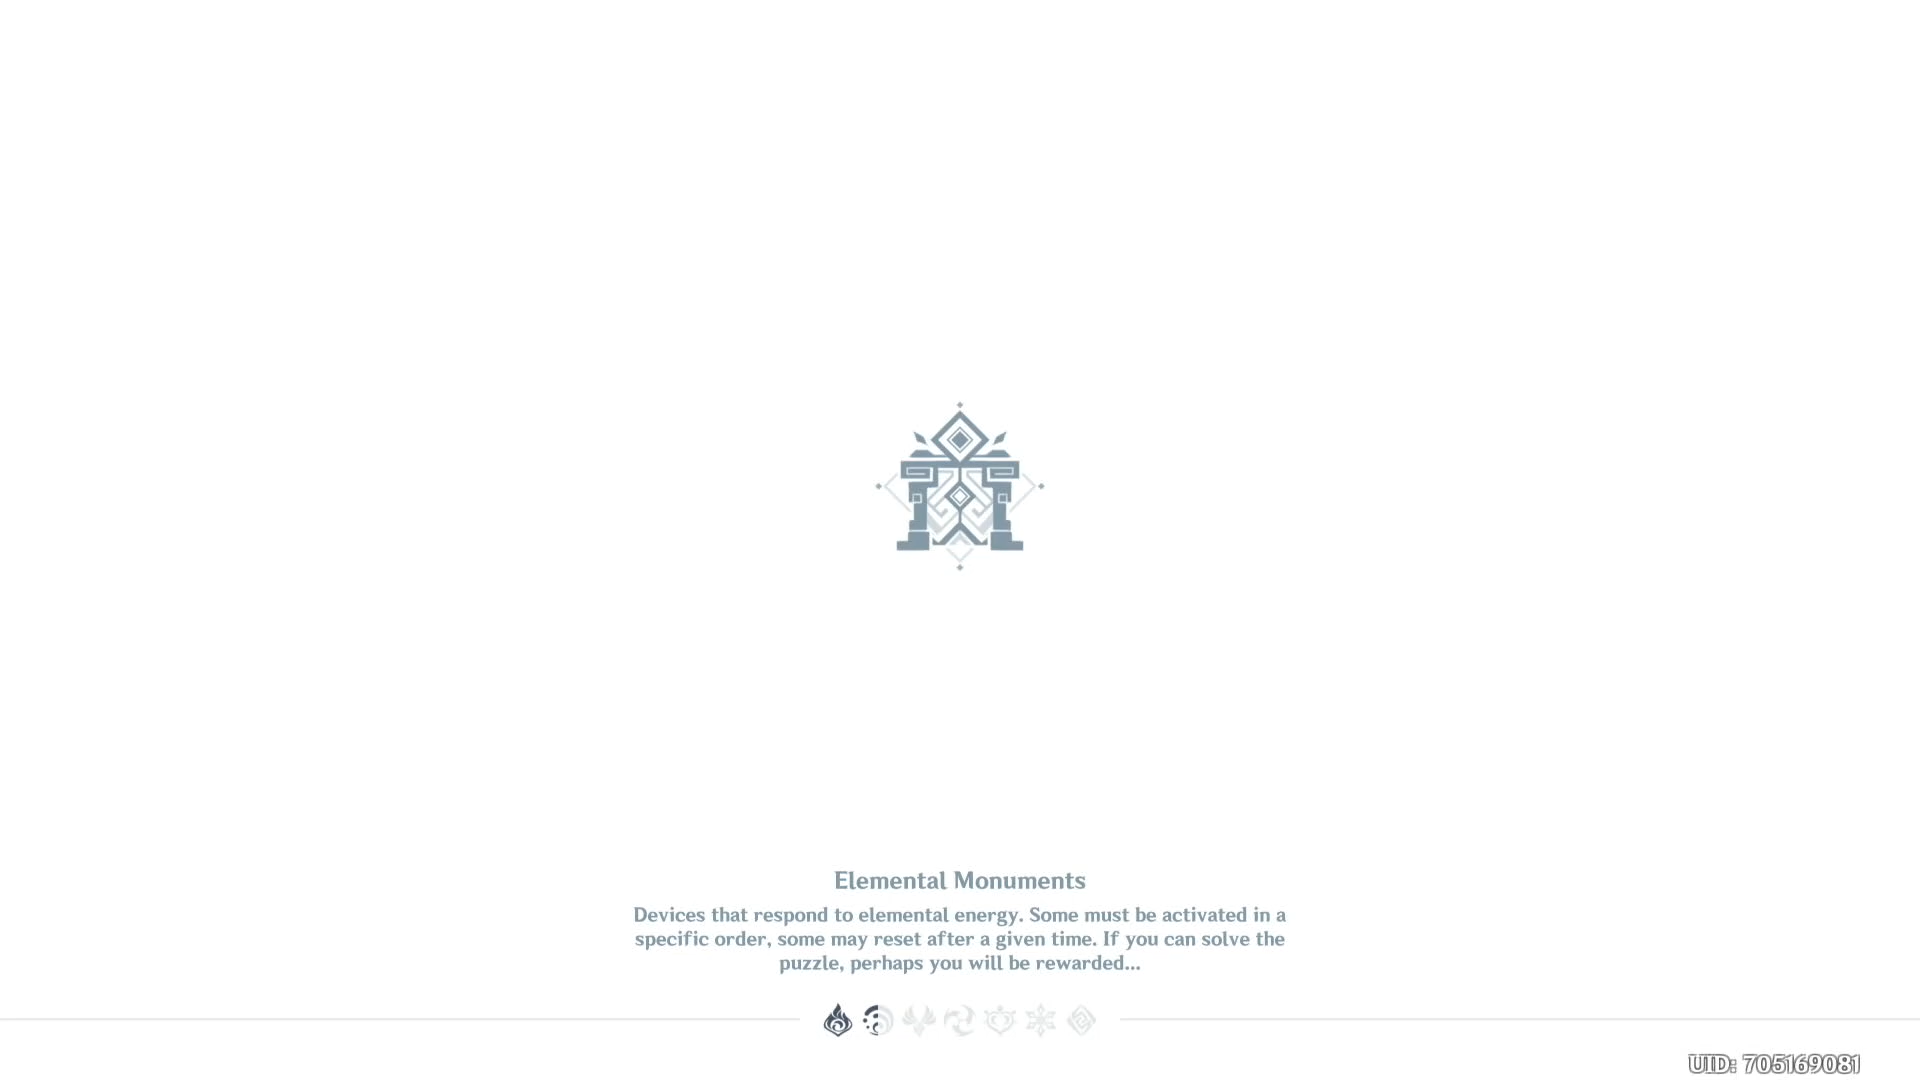 Elemental Monuments
Devices that respond to elemental energy. Some must be activated in a
specific order, some may reset after a given time. If you can solve the
puzzle, perhaps you will be rewarded...
UID: 705169081